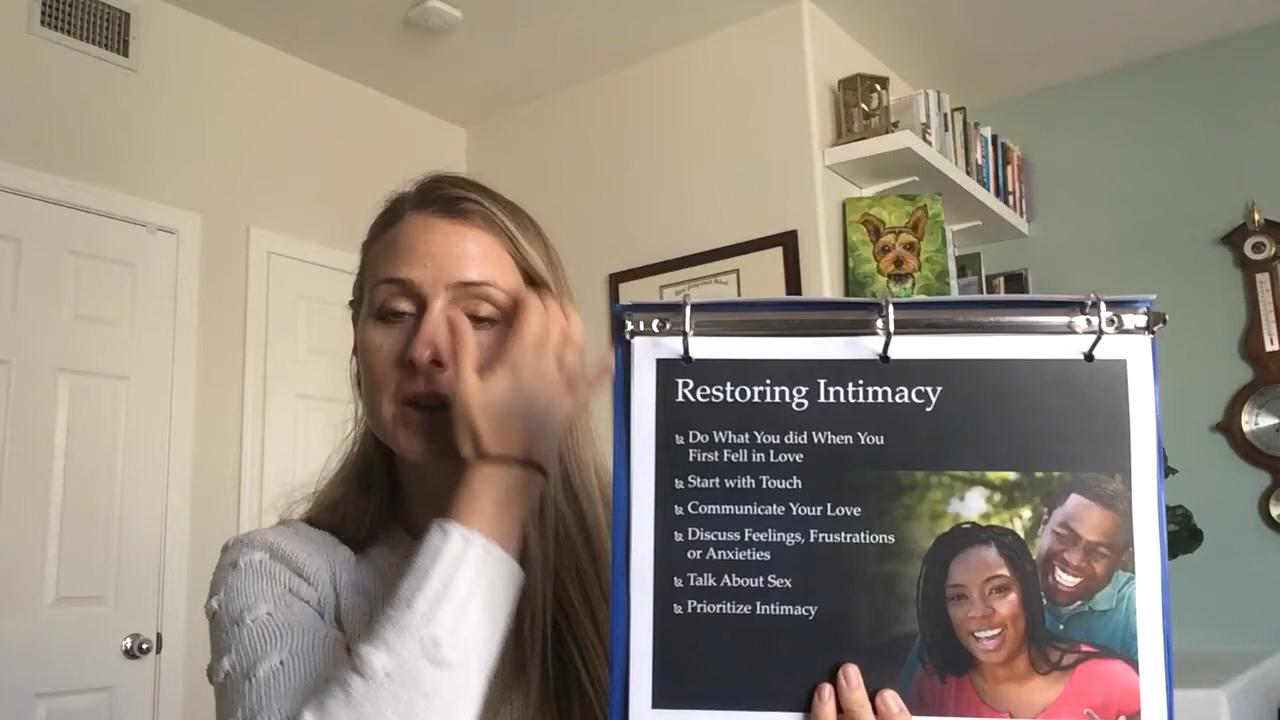 Restoring Intimacy
Do What You did When You
First Fell in Love
Start with Touch
Communicate Your Love
Discuss Feelings, Frustrations
or Anxieties
Talk About Sex
Prioritize Intimacy